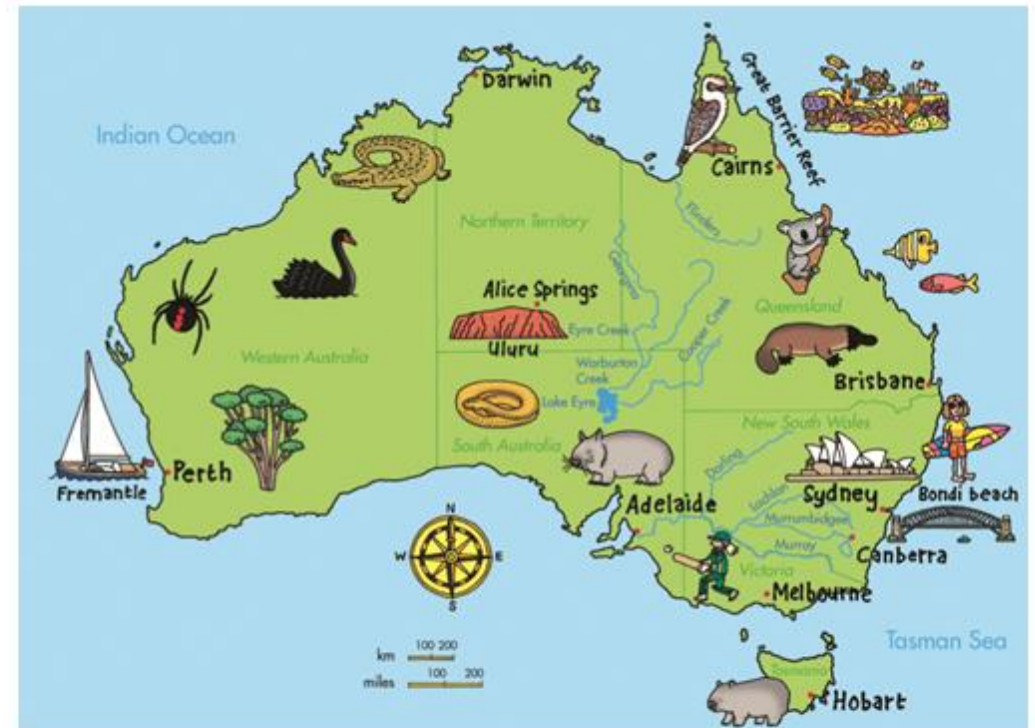 Darwin
Indian Ocean
Great Barrier Reef
Cairns
Northern Territory
Flinders
Georgina
Alice Springs
Eyre Creek
Uluru
Queensland
Cooper Creek
Western Australia
Warburton
Creek
Brisbane
Lake Eyre
New South Wales
South Australia
Darling
Perth
Fremantle
Adelaide
Lachlan
Sydney
Bondi beach
Murrumbidgee
Murray
Canberra
Victoria
Melbourne
N
W
E
S
km
100 200
miles
100 200
Tasman Sea
Tasmania
Hobart